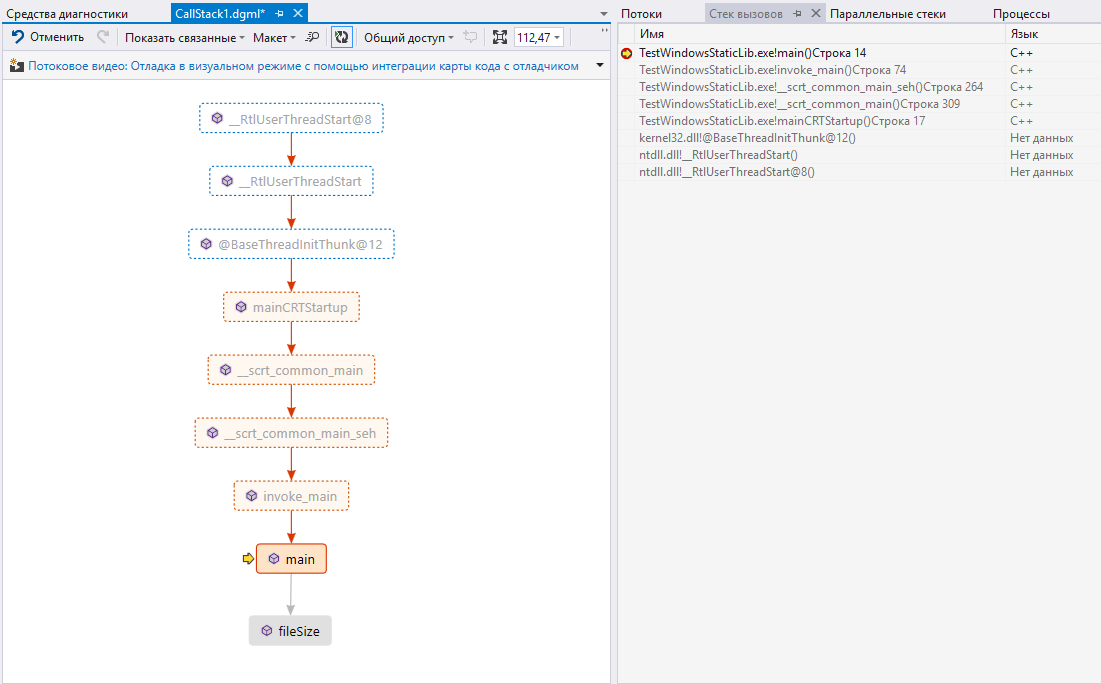 Средства диагностики
CallStack1.dgml*
Отменить
Показать связанные
Макет
Общий доступ
112,47
Потоковое видео: Отладка в визуальном режиме с помощью интеграции карты кода с отладчиком
__RtlUserThreadStart@8
__RtlUserThreadStart
@BaseThreadInitThunk@12
mainCRTStartup
__scrt_common_main
__scrt_common_main_seh
invoke_main
main
fileSize
Потоки
Стек вызовов
Параллельные стеки
Процессы
Имя Язык
TestWindowsStaticLib.exe!main()Строка 14 C++
TestWindowsStaticLib.exe!invoke_main()Строка 74 C++
TestWindowsStaticLib.exe!__scrt_common_main_seh()Строка 264 C++
TestWindowsStaticLib.exe!__scrt_common_main()Строка 309 C++
TestWindowsStaticLib.exe!mainCRTStartup()Строка 17 C++
kernel32.dll!@BaseThreadInitThunk@12() Нет данных
ntdll.dll!__RtlUserThreadStart() Нет данных
ntdll.dll!__RtlUserThreadStart@8() Нет данных